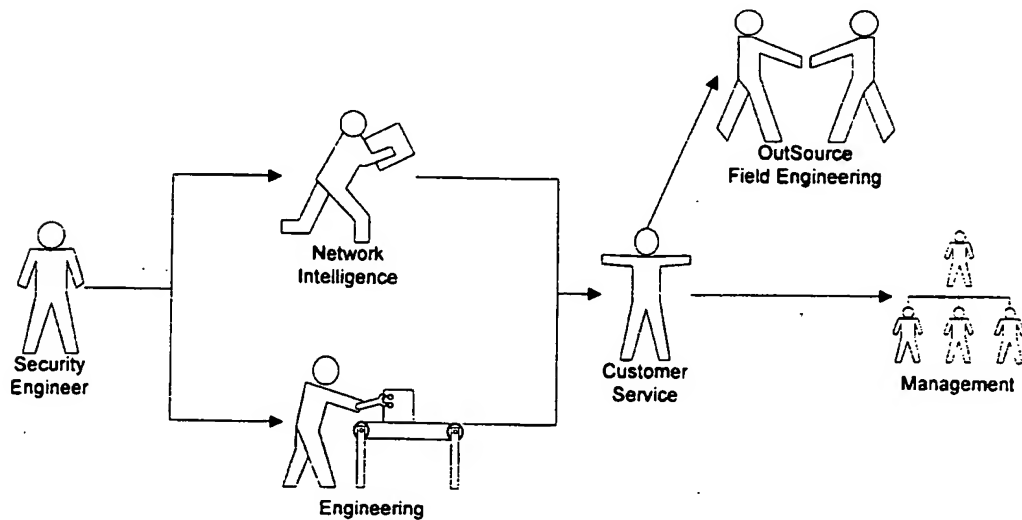 OutSource
Field Engineering
Network
Intelligence
Security
Engineer
Customer
Service
Management
Engineering